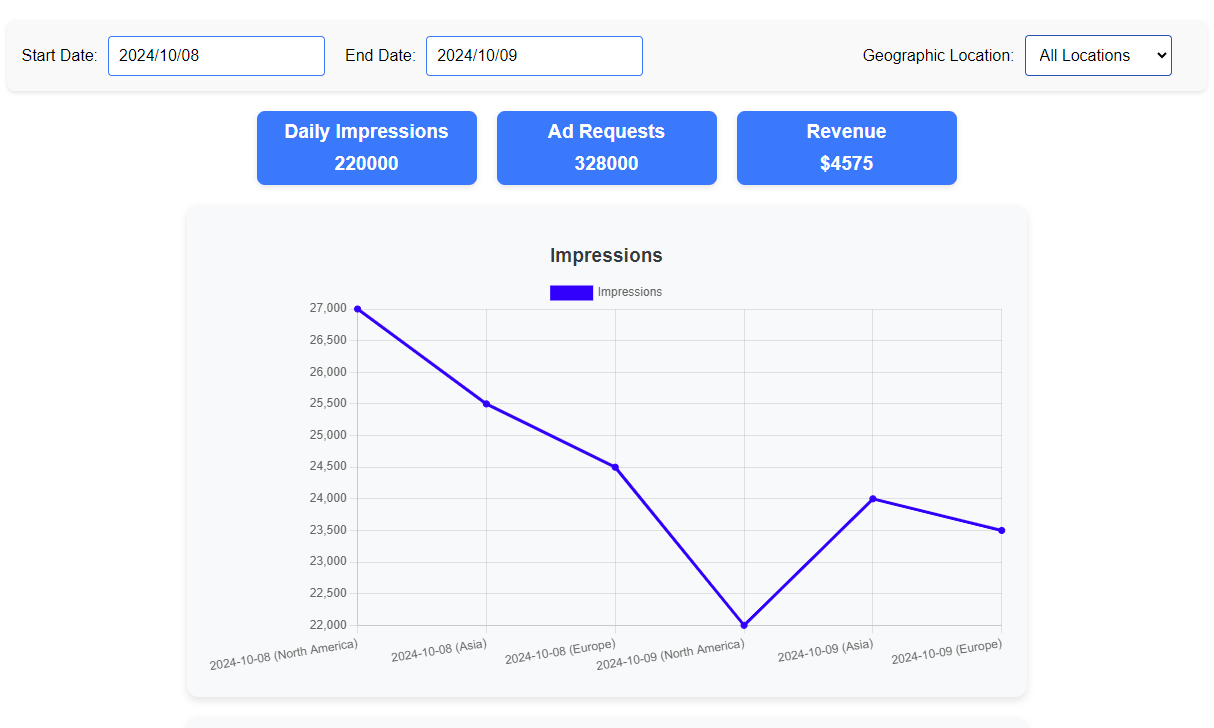 Start Date: 2024/10/08 End Date: 2024/10/09 Geographic Location: All Locations
Daily Impressions Ad Requests Revenue
220000 328000 $4575
Impressions
Impressions
27,000
26,500
26,000
25,500
25,000
24,500
24,000
23,500
23,000
22,500
22,000
2024-10-08 (North America) 2024-10-08 (Asia) 2024-10-08 (Europe) 2024-10-09 (North America) 2024-10-09 (Asia) 2024-10-09 (Europe)